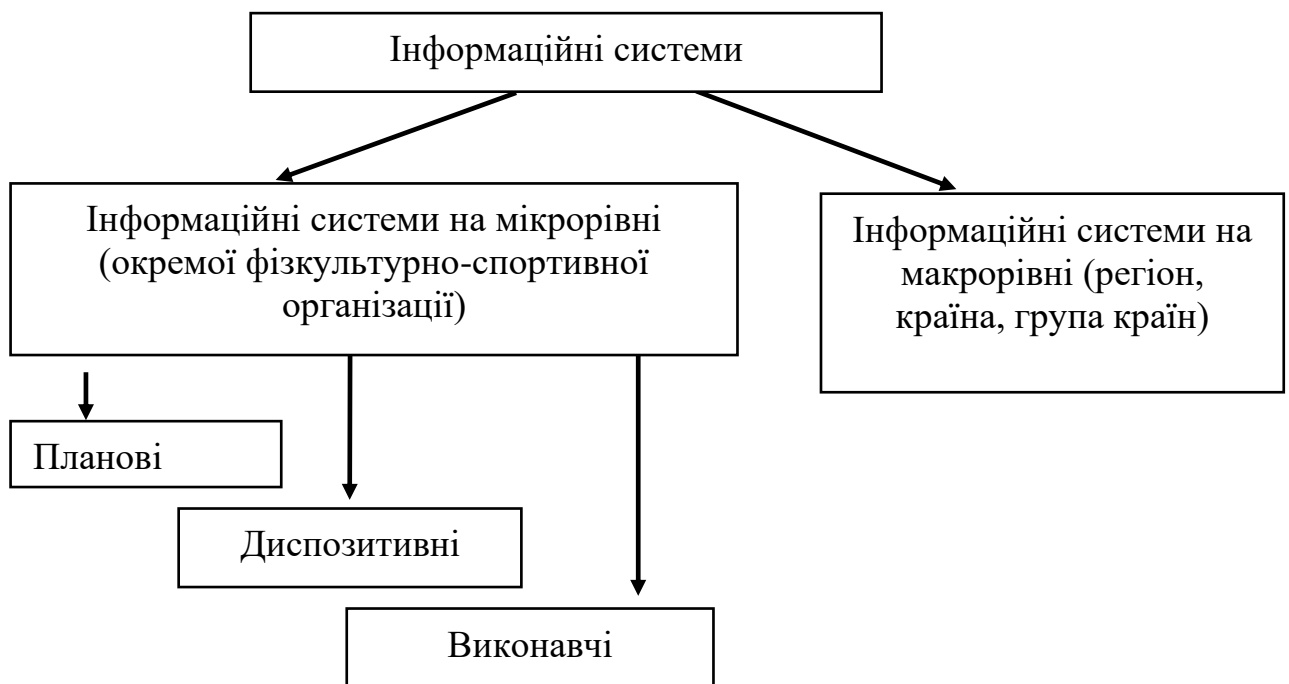 Інформаційні системи
Інформаційні системи на мікрорівні
(окремої фізкультурно-спортивної
організації)
Інформаційні системи на
макрорівні (регіон,
країна, група країн)
Планові
Диспозитивні
Виконавчі